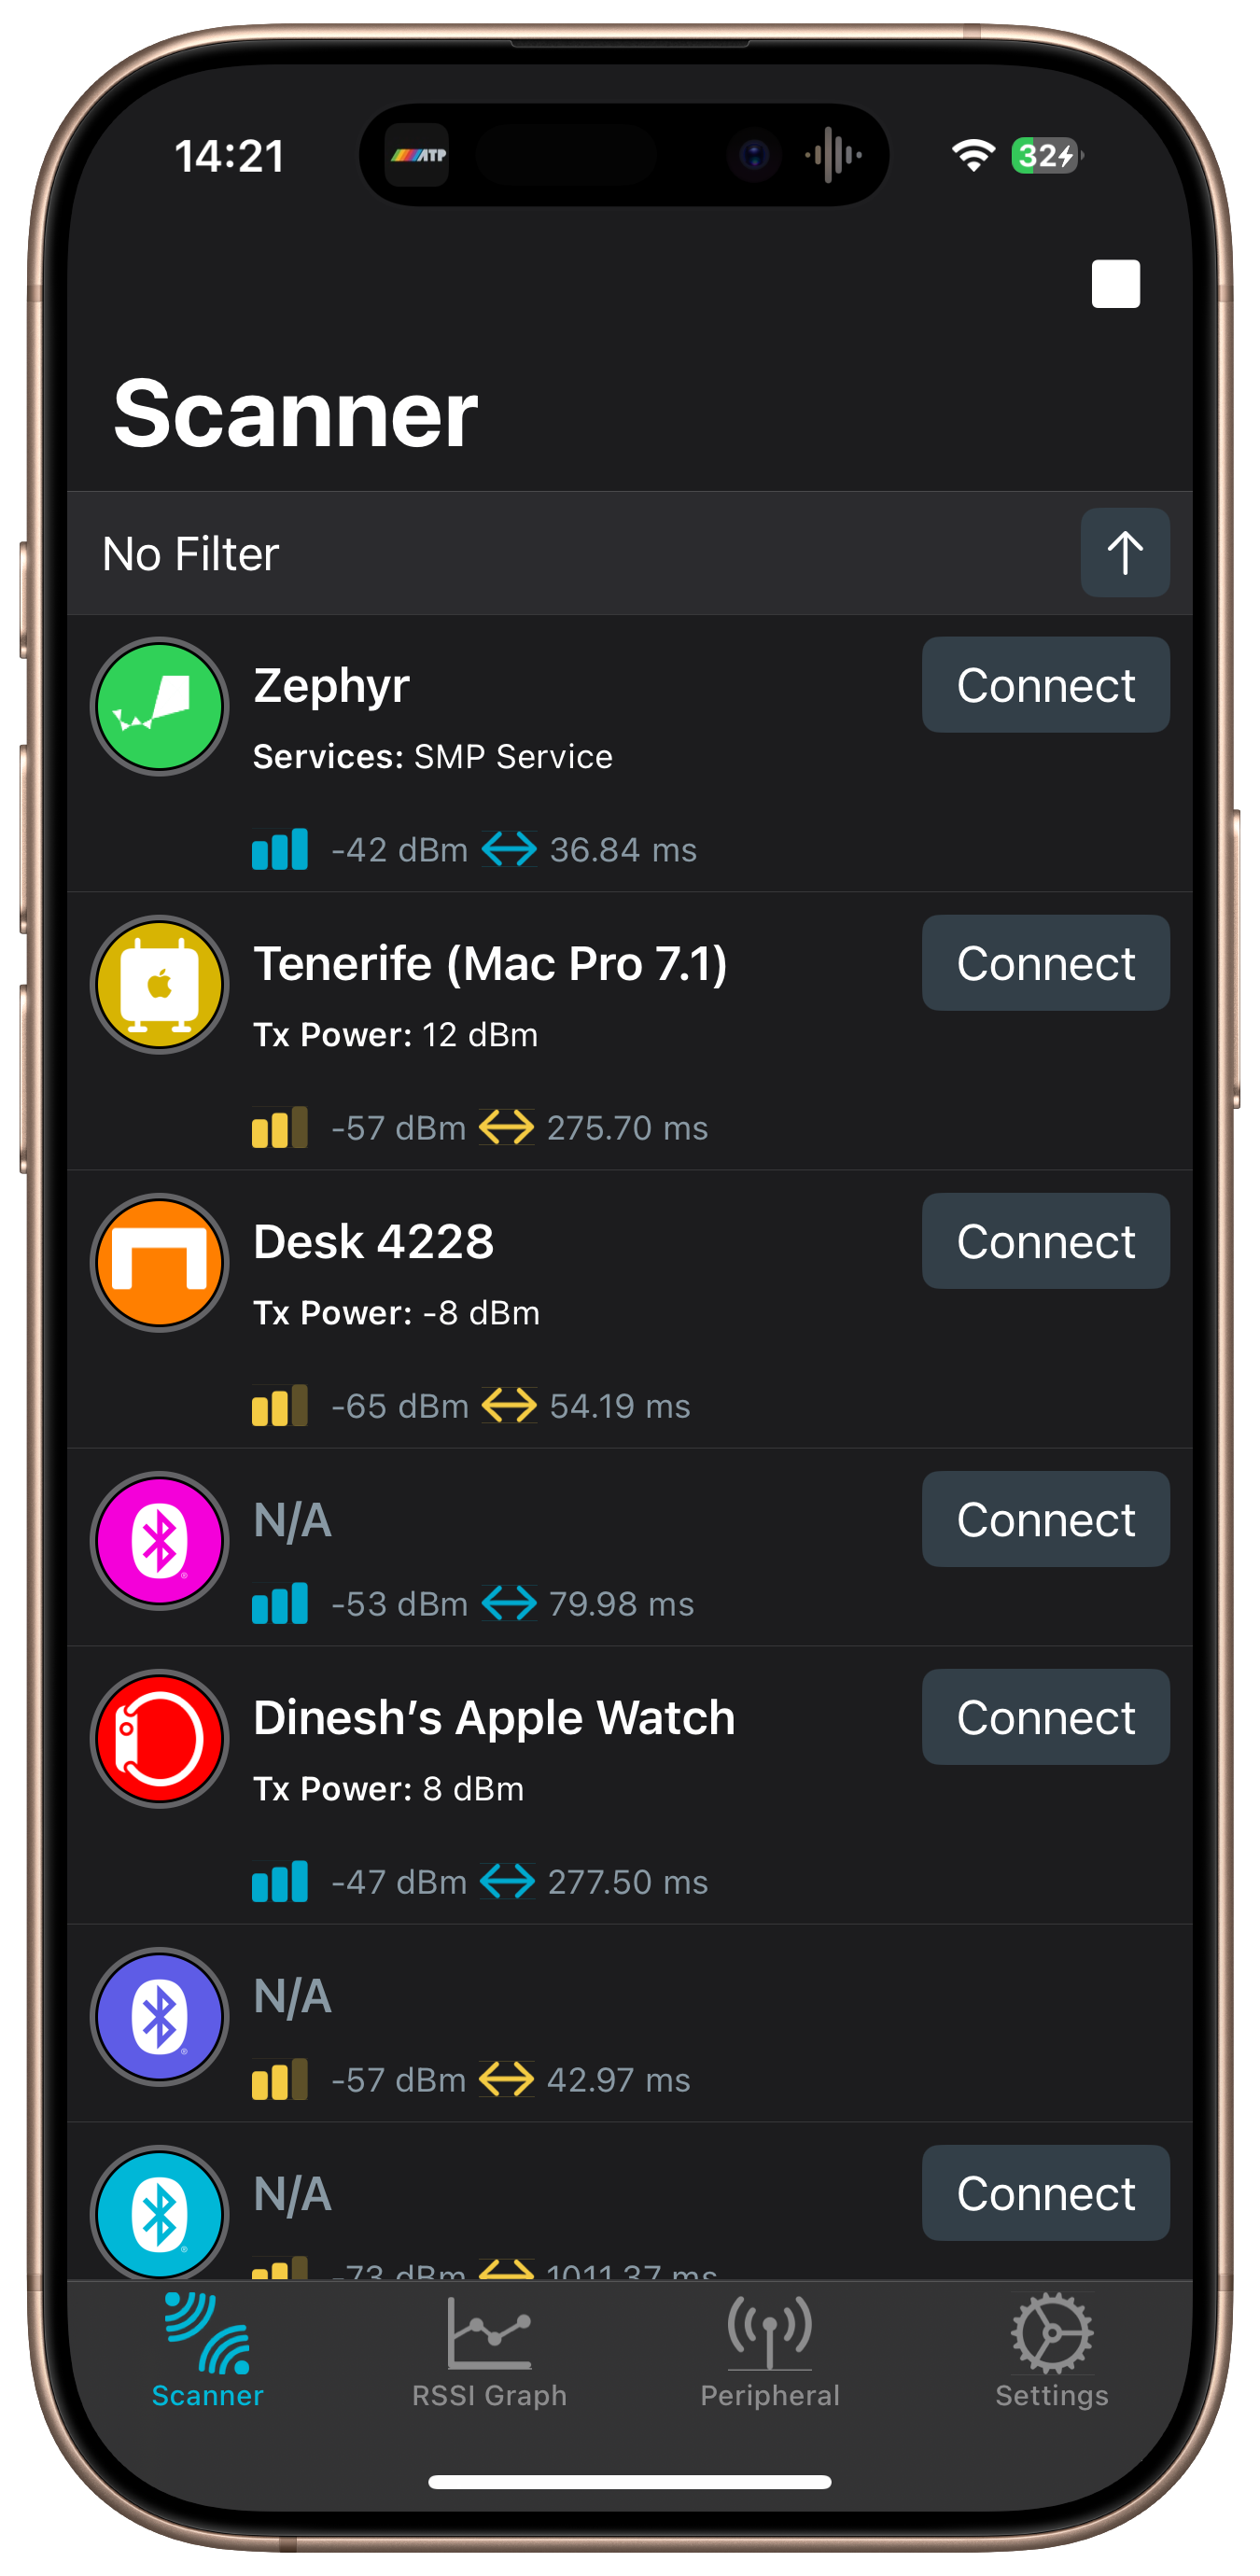 14:21
ATP
32
Scanner
No Filter
Zephyr
Connect
Services: SMP Service
-42 dBm 36.84 ms
Tenerife (Mac Pro 7.1)
Connect
Tx Power: 12 dBm
-57 dBm 275.70 ms
Desk 4228
Connect
Tx Power: -8 dBm
-65 dBm 54.19 ms
N/A
Connect
-53 dBm 79.98 ms
Dinesh’s Apple Watch
Connect
Tx Power: 8 dBm
-47 dBm 277.50 ms
N/A
-57 dBm 42.97 ms
N/A
Connect
-73 dBm 1011.37 ms
Scanner
RSSI Graph
Peripheral
Settings